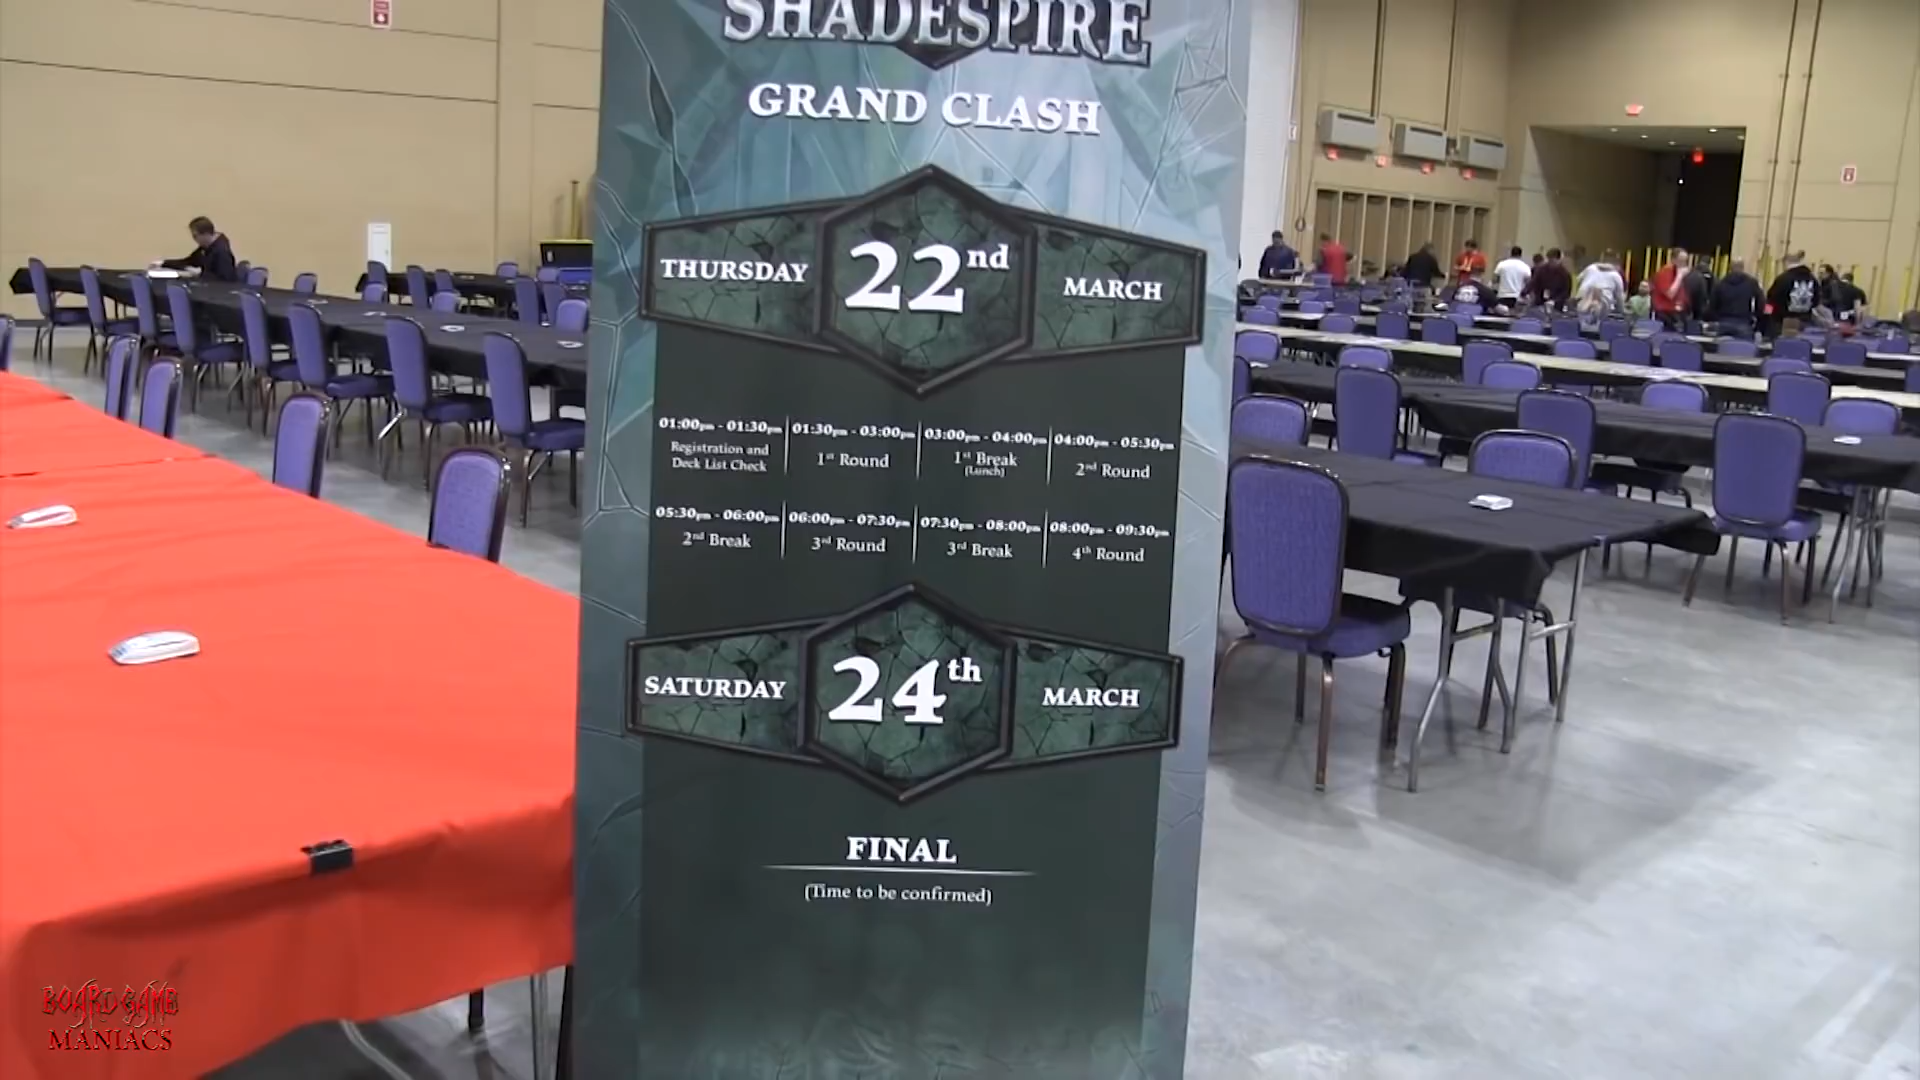 SHADESPIRE
GRAND CLASH
THURSDAY 22nd MARCH
01:00pm - 01:30pm
Registration and
Deck List Check
01:30pm - 03:00pm
1st Round
03:00pm - 04:00pm
1st Break
(Lunch)
04:00pm - 05:30pm
2nd Round
05:30pm - 06:00pm
2nd Break
06:00pm - 07:30pm
3rd Round
07:30pm - 08:00pm
3rd Break
08:00pm - 09:30pm
4th Round
SATURDAY 24th MARCH
FINAL
(Time to be confirmed)
BOARD GAME
MANIACS